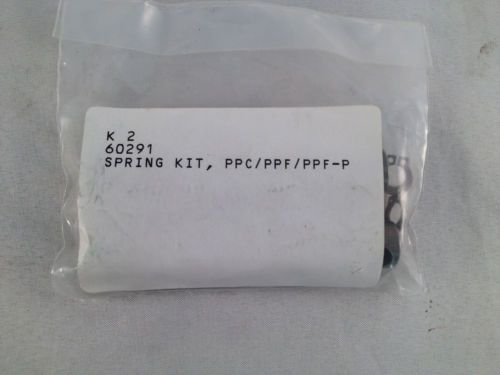 K 2
60291
SPRING KIT, PPC/PPF/PPF-P